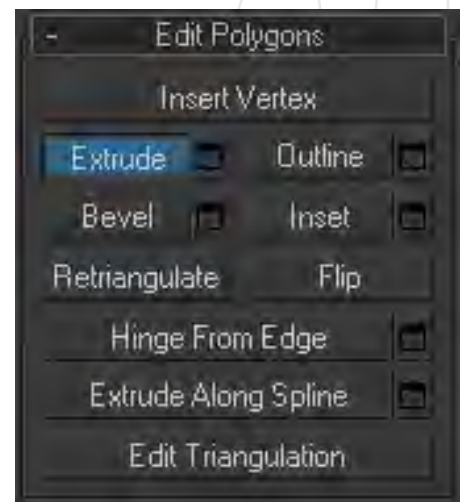 - Edit Polygons
Insert Vertex
Extrude Outline
Bevel Inset
Retriangulate Flip
Hinge From Edge
Extrude Along Spline
Edit Triangulation